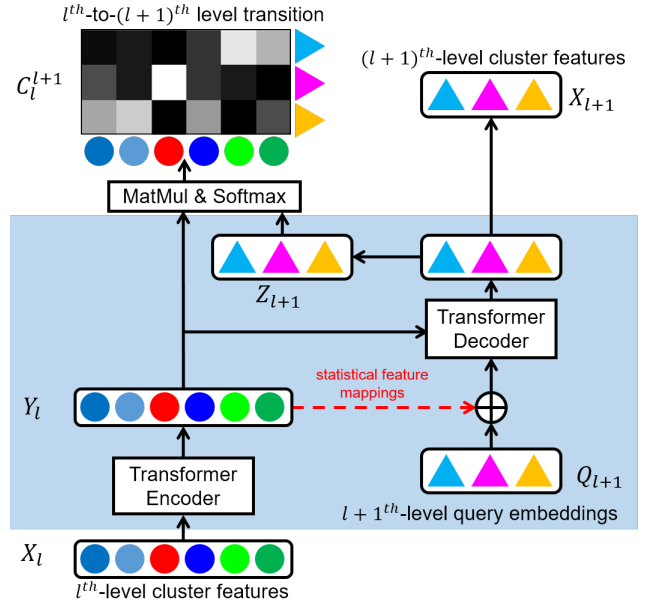 l^{th}-to-(l + 1)^{th} level transition
C_l^{l+1}
(l + 1)^{th}-level cluster features
X_{l+1}
MatMul & Softmax
Z_{l+1}
Transformer
Decoder
statistical feature
mappings
Y_l
Transformer
Encoder
Q_{l+1}
l + 1^{th}-level query embeddings
X_l
l^{th}-level cluster features